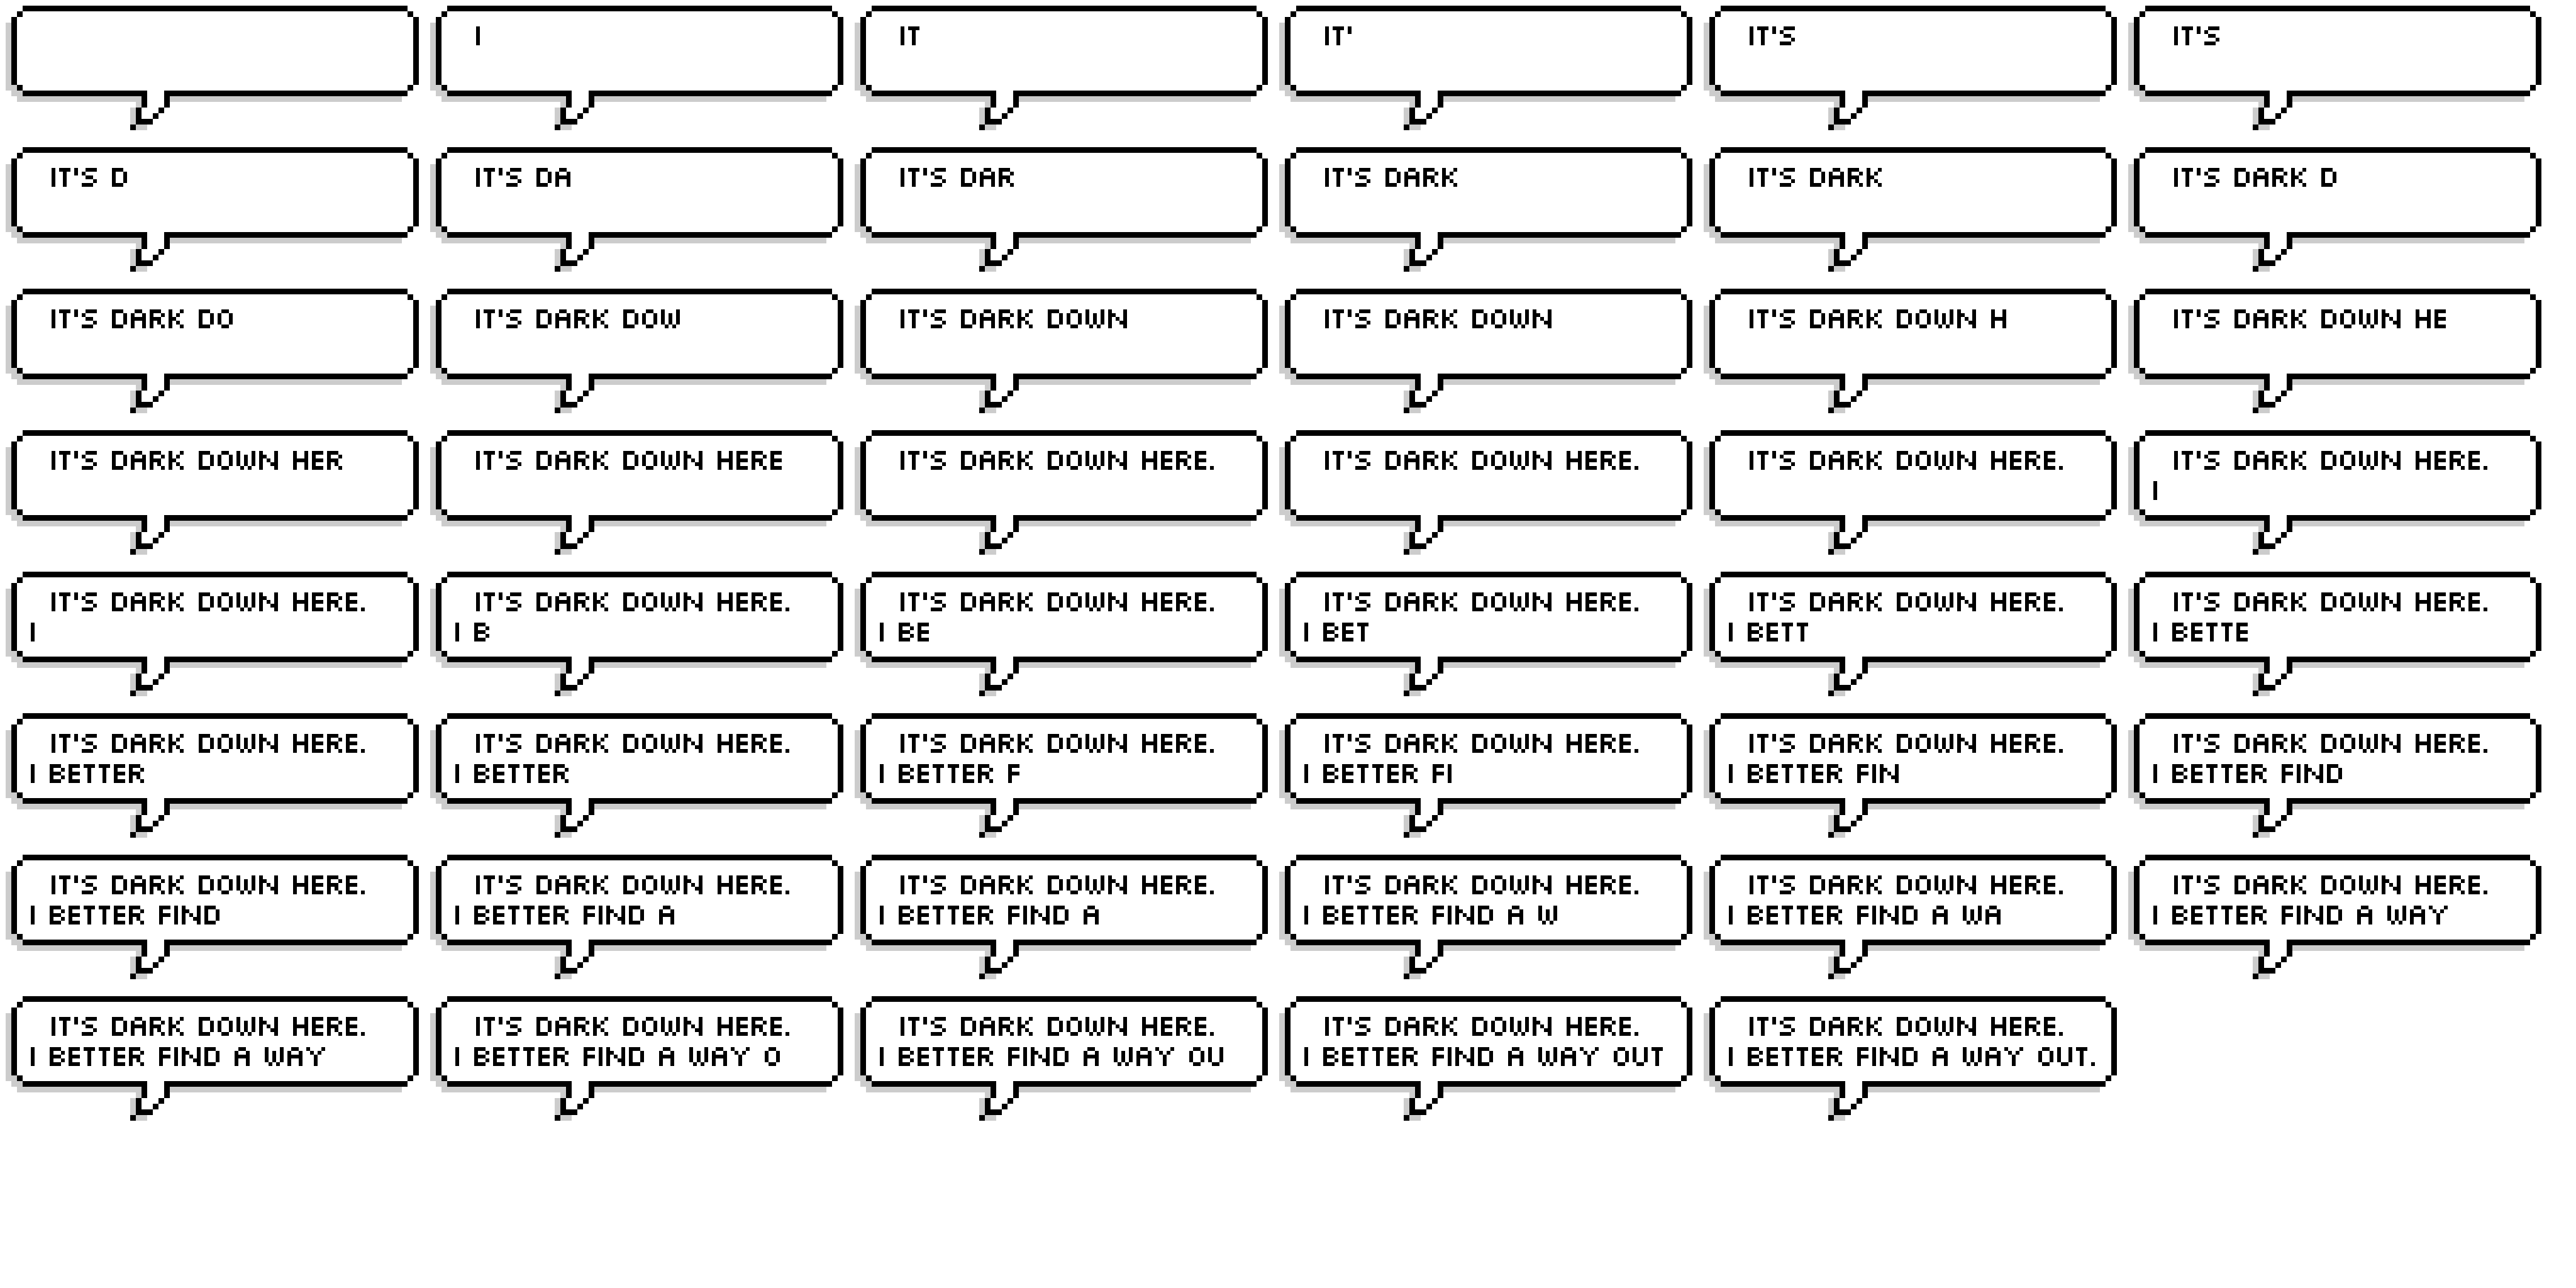 I
IT
IT'
IT'S
IT'S
IT'S D
IT'S DA
IT'S DAR
IT'S DARK
IT'S DARK
IT'S DARK D
IT'S DARK DO
IT'S DARK DOW
IT'S DARK DOWN
IT'S DARK DOWN
IT'S DARK DOWN H
IT'S DARK DOWN HE
IT'S DARK DOWN HER
IT'S DARK DOWN HERE
IT'S DARK DOWN HERE.
IT'S DARK DOWN HERE.
IT'S DARK DOWN HERE.
IT'S DARK DOWN HERE.
I
IT'S DARK DOWN HERE.
I
IT'S DARK DOWN HERE.
I B
IT'S DARK DOWN HERE.
I BE
IT'S DARK DOWN HERE.
I BET
IT'S DARK DOWN HERE.
I BETT
IT'S DARK DOWN HERE.
I BETTE
IT'S DARK DOWN HERE.
I BETTER
IT'S DARK DOWN HERE.
I BETTER
IT'S DARK DOWN HERE.
I BETTER F
IT'S DARK DOWN HERE.
I BETTER FI
IT'S DARK DOWN HERE.
I BETTER FIN
IT'S DARK DOWN HERE.
I BETTER FIND
IT'S DARK DOWN HERE.
I BETTER FIND
IT'S DARK DOWN HERE.
I BETTER FIND A
IT'S DARK DOWN HERE.
I BETTER FIND A
IT'S DARK DOWN HERE.
I BETTER FIND A W
IT'S DARK DOWN HERE.
I BETTER FIND A WA
IT'S DARK DOWN HERE.
I BETTER FIND A WAY
IT'S DARK DOWN HERE.
I BETTER FIND A WAY
IT'S DARK DOWN HERE.
I BETTER FIND A WAY O
IT'S DARK DOWN HERE.
I BETTER FIND A WAY OU
IT'S DARK DOWN HERE.
I BETTER FIND A WAY OUT
IT'S DARK DOWN HERE.
I BETTER FIND A WAY OUT.